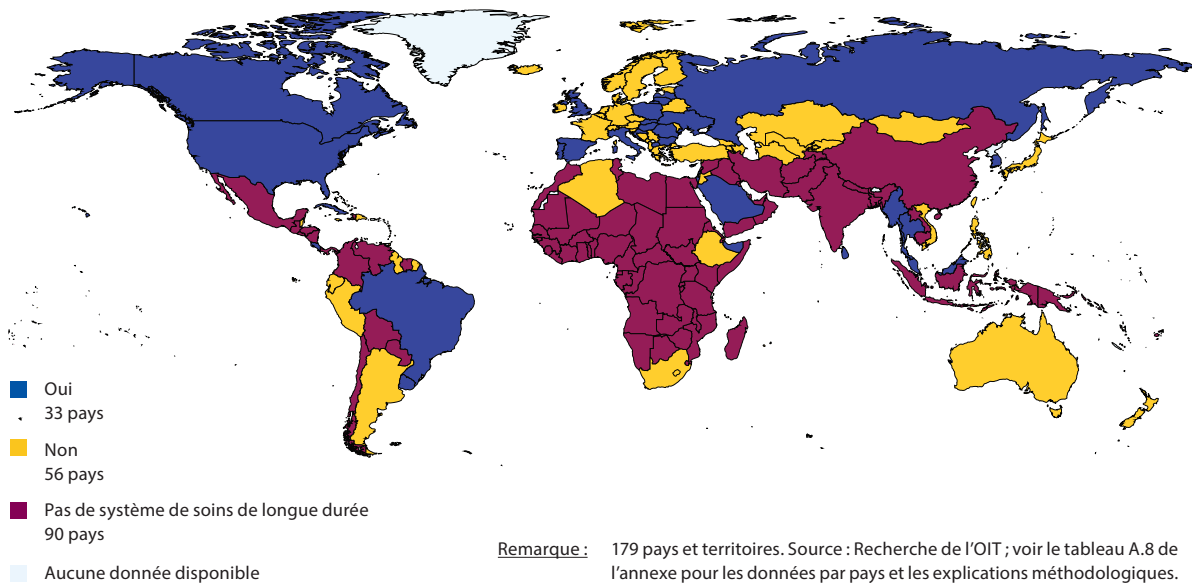 Oui
33 pays
Non
56 pays
Pas de système de soins de longue durée
90 pays
Aucune donnée disponible
Remarque : 179 pays et territoires. Source : Recherche de l'OIT ; voir le tableau A.8 de
l'annexe pour les données par pays et les explications méthodologiques.